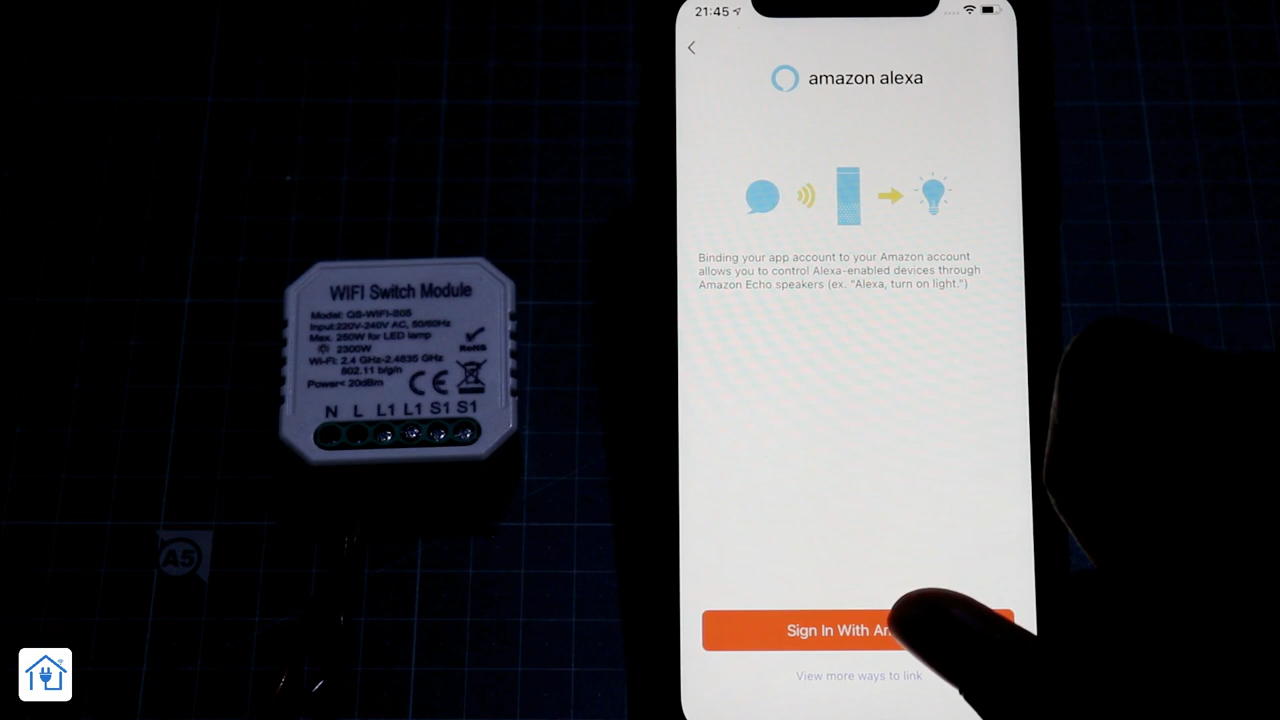 WIFI Switch Module
Model: QS-WIFI-S05
Input:220V-240V AC, 50/60Hz
Max. 250W for LED lamp
2300W
Wi-Fi: 2.4 GHz-2.4835 GHz
802.11 b/g/n
Power< 20dBm
RoHS
CE
N L L1 L1 S1 S1
A5
21:45
amazon alexa
Binding your app account to your Amazon account
allows you to control Alexa-enabled devices through
Amazon Echo speakers (ex. "Alexa, turn on light.")
Sign In With
View more ways to link